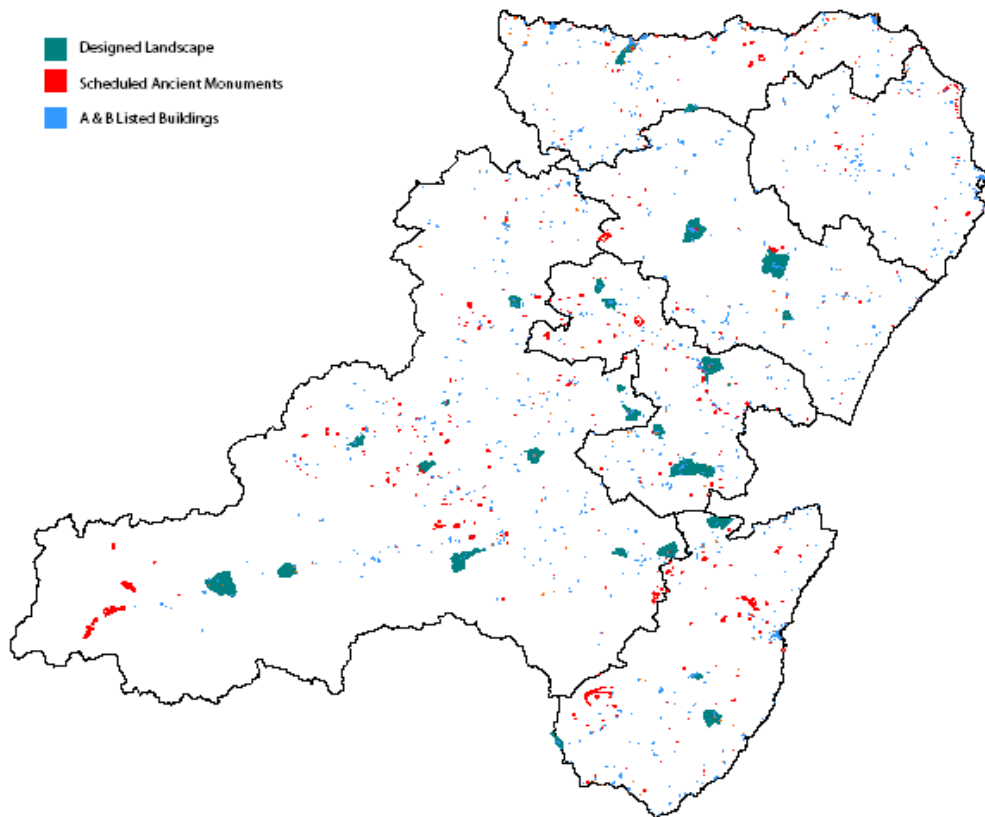 Designed Landscape
Scheduled Ancient Monuments
A & B Listed Buildings